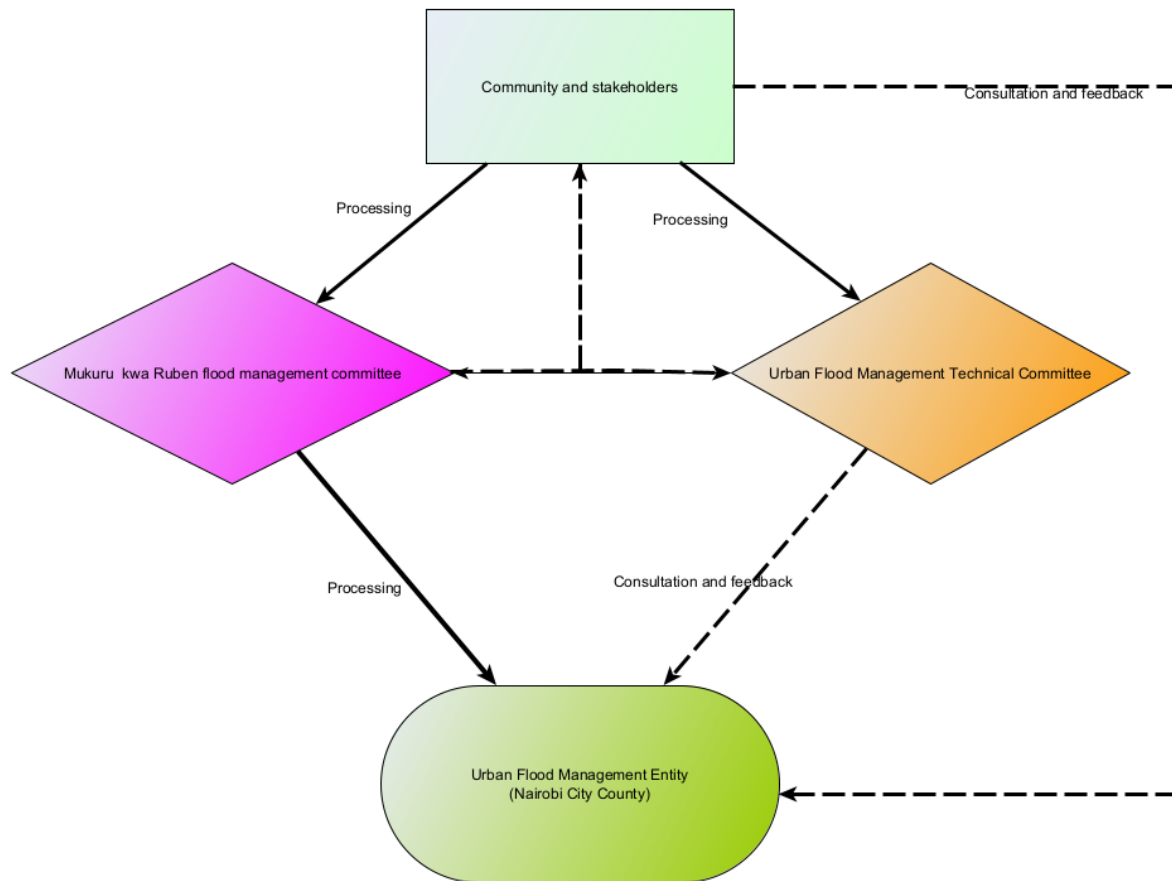 Community and stakeholders
Consultation and feedback
Processing
Processing
Mukuru kwa Ruben flood management committee
Urban Flood Management Technical Committee
Consultation and feedback
Processing
Urban Flood Management Entity
(Nairobi City County)